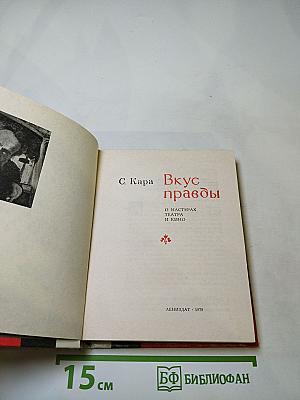 С. Кара
Вкус
правды
О МАСТЕРАХ
ТЕАТРА
И КИНО
ЛЕНИЗДАТ · 1978
15 см
БФ БИБЛИОФАН